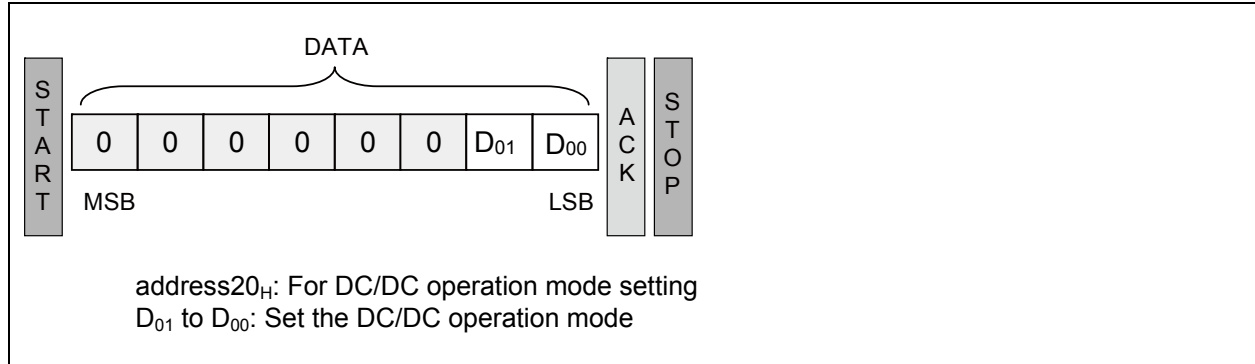 DATA
START
0 0 0 0 0 0 D₀₁ D₀₀
ACK
STOP
MSB LSB
address20H: For DC/DC operation mode setting
D₀₁ to D₀₀: Set the DC/DC operation mode